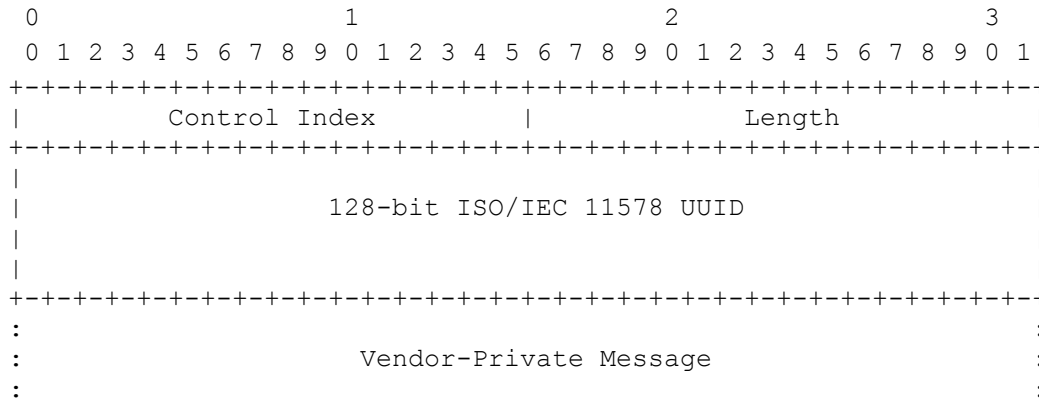 0                   1                   2                   3
 0 1 2 3 4 5 6 7 8 9 0 1 2 3 4 5 6 7 8 9 0 1 2 3 4 5 6 7 8 9 0 1
+-+-+-+-+-+-+-+-+-+-+-+-+-+-+-+-+-+-+-+-+-+-+-+-+-+-+-+-+-+-+-+-
|         Control Index         |             Length            |
+-+-+-+-+-+-+-+-+-+-+-+-+-+-+-+-+-+-+-+-+-+-+-+-+-+-+-+-+-+-+-+-
|                                                               |
|                   128-bit ISO/IEC 11578 UUID                  |
|                                                               |
|                                                               |
+-+-+-+-+-+-+-+-+-+-+-+-+-+-+-+-+-+-+-+-+-+-+-+-+-+-+-+-+-+-+-+-
:                                                               :
:                     Vendor-Private Message                    :
:                                                               :